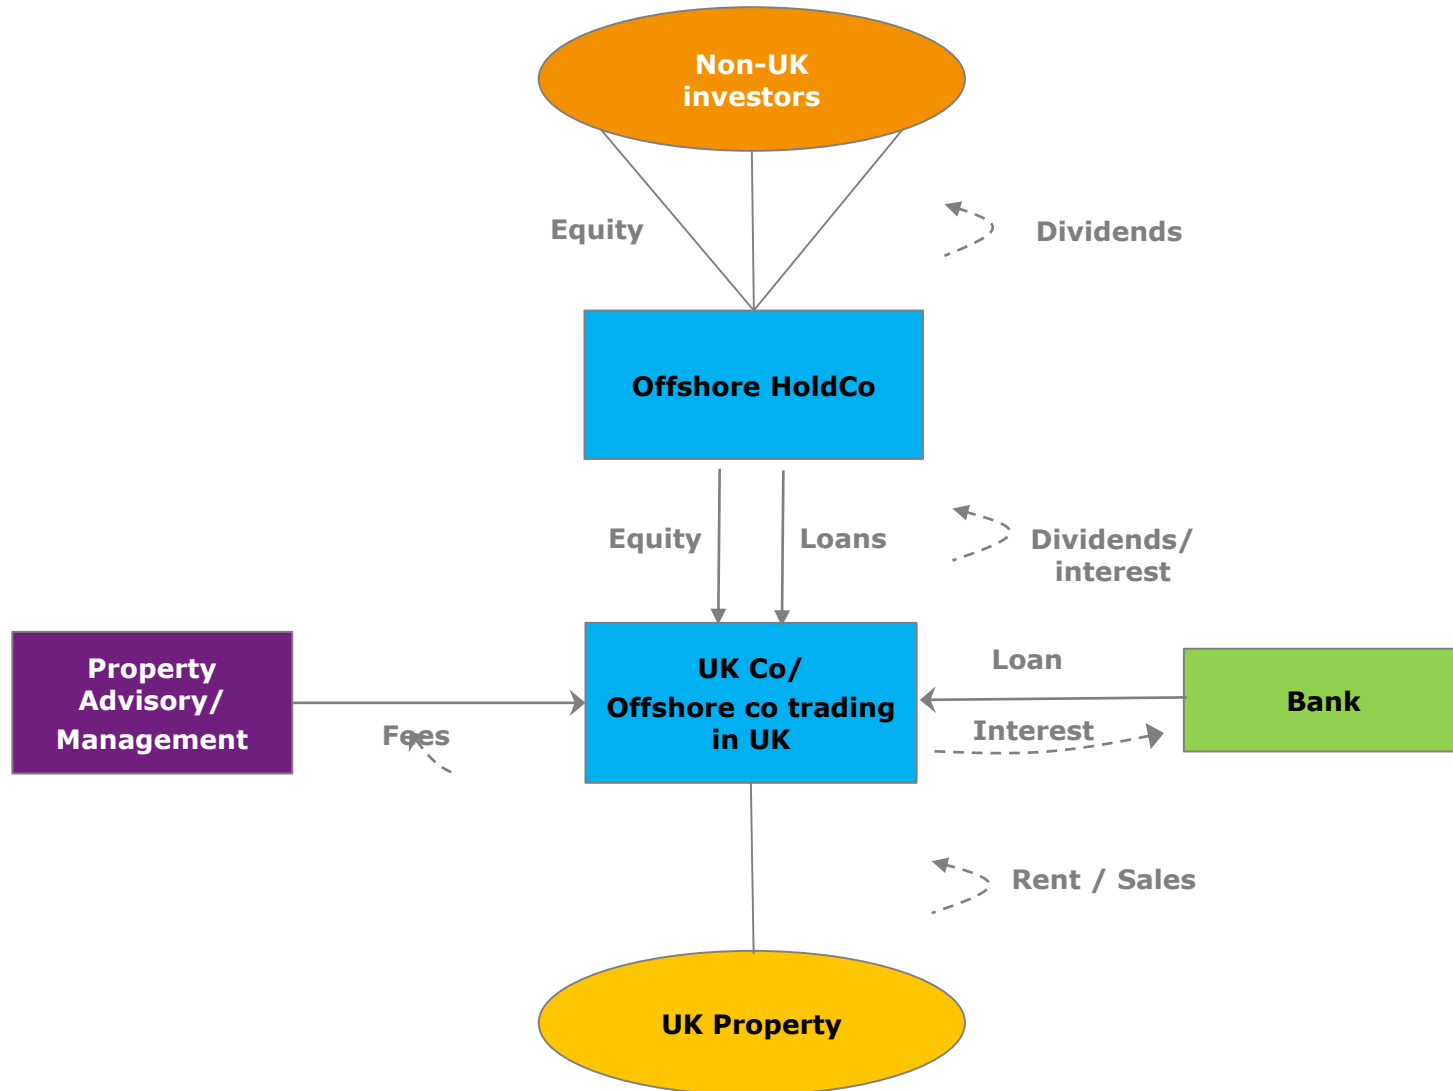 Non-UK
investors
Equity
Dividends
Offshore HoldCo
Equity
Loans
Dividends/
interest
Property
Advisory/
Management
Fees
UK Co/
Offshore co trading
in UK
Loan
Interest
Bank
Rent / Sales
UK Property